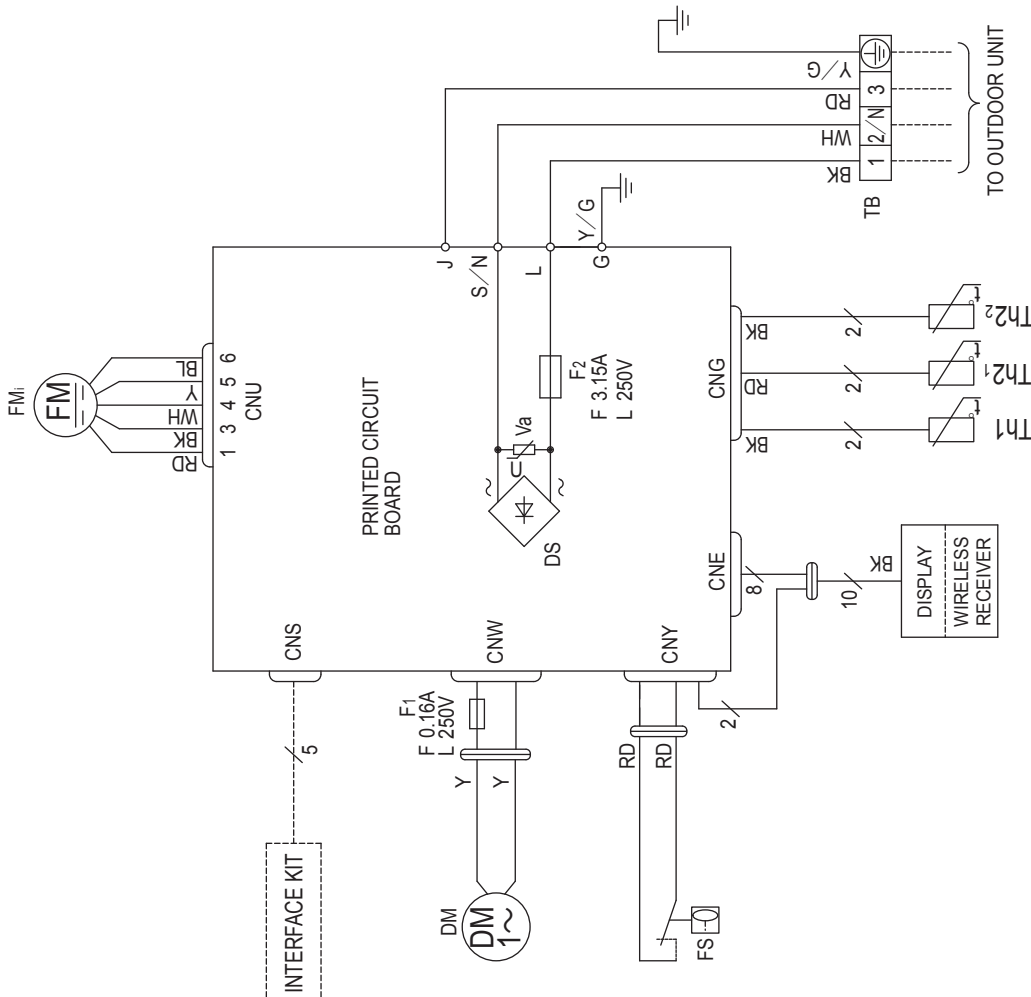 FMi
FM
RD
BK
WH
Y
BL
1 3 4 5 6
CNU
PRINTED CIRCUIT
BOARD
J
S/N
L
G
Y/G
F2
F 3.15A
L 250V
Va
U
~
~
DS
CNS
5
INTERFACE KIT
CNW
F1
F 0.16A
L 250V
Y
Y
DM
DM
1~
CNY
RD
RD
FS
2
CNE
8
10
BK
DISPLAY
WIRELESS
RECEIVER
CNG
BK
2
t°
Th1
RD
2
t°
Th2₁
BK
2
t°
Th2₂
BK
WH
RD
Y/G
1
2/N
3
TB
TO OUTDOOR UNIT